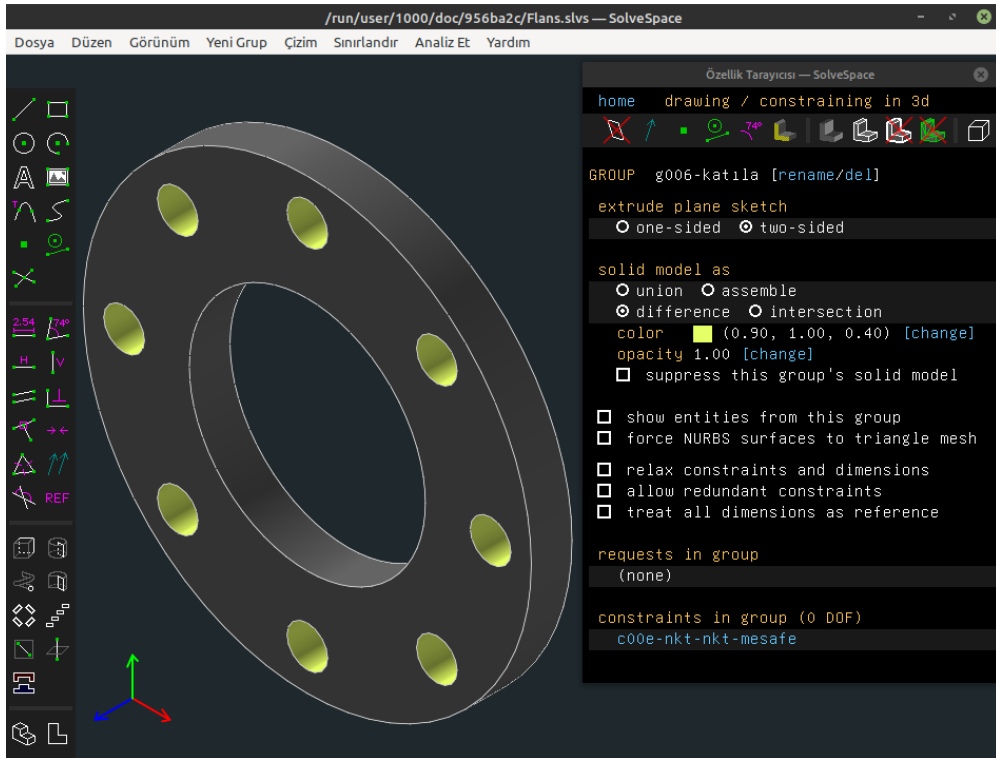 /run/user/1000/doc/956ba2c/Flans.slvs — SolveSpace
Dosya Düzen Görünüm Yeni Grup Çizim Sınırlandır Analiz Et Yardım
Özellik Tarayıcısı — SolveSpace
home drawing / constraining in 3d
74°
GROUP g006-katıla [rename/del]
extrude plane sketch
one-sided two-sided
solid model as
union assemble
difference intersection
color (0.90, 1.00, 0.40) [change]
opacity 1.00 [change]
suppress this group's solid model
show entities from this group
force NURBS surfaces to triangle mesh
relax constraints and dimensions
allow redundant constraints
treat all dimensions as reference
requests in group
(none)
constraints in group (0 DOF)
c00e-nkt-nkt-mesafe
A
T
2.54 74°
H V
REF